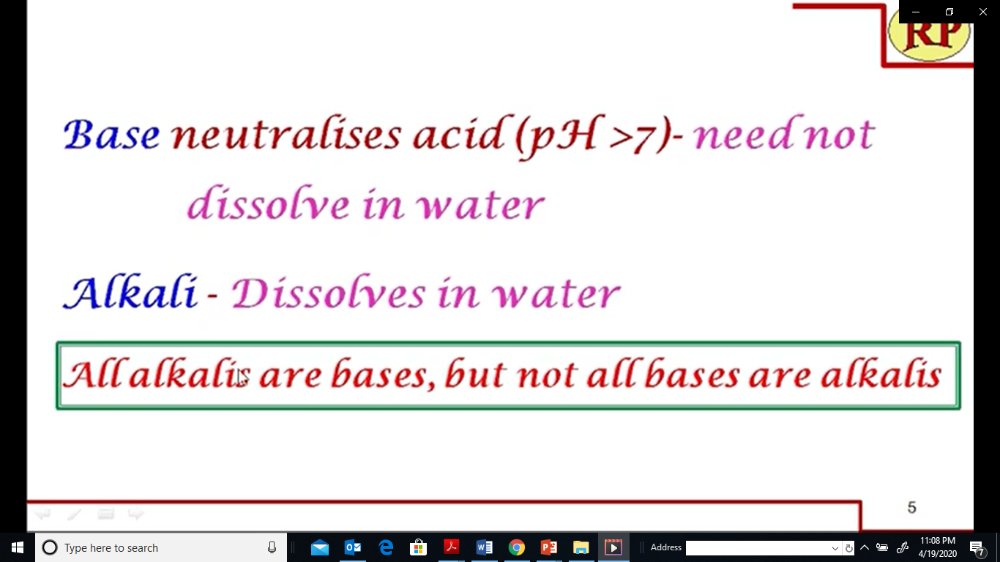 RP
Base neutralises acid (pH >7)- need not
dissolve in water
Alkali - Dissolves in water
All alkalis are bases, but not all bases are alkalis
5
Type here to search
Address
11:08 PM
4/19/2020
7